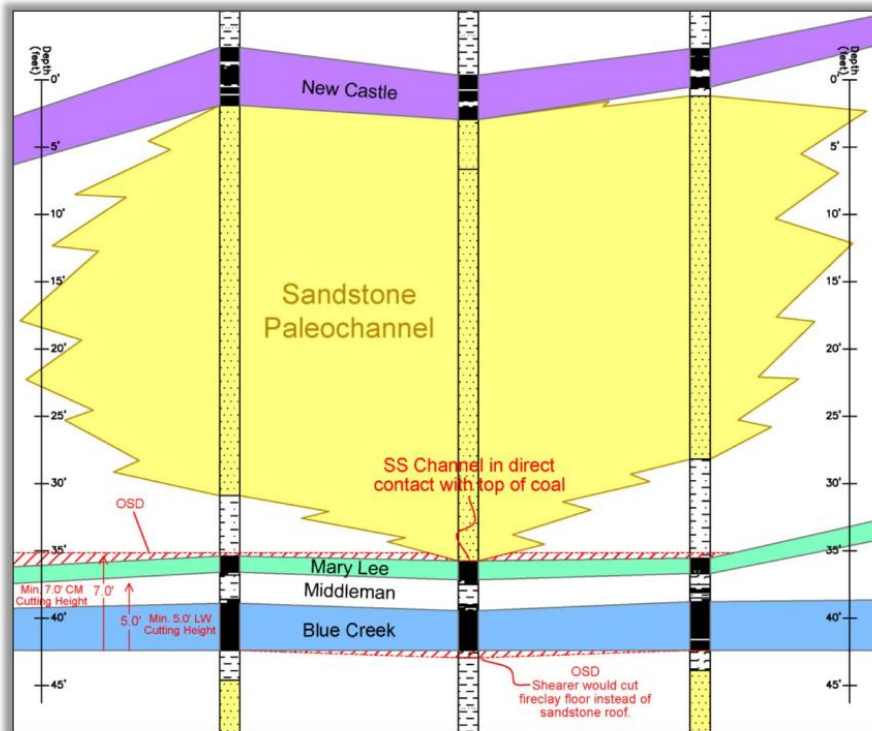 Depth
(feet)
0'
5'
10'
15'
20'
25'
30'
35'
40'
45'
New Castle
Sandstone
Paleochannel
SS Channel in direct
contact with top of coal
OSD
Mary Lee
Middleman
Blue Creek
Min. 7.0' CM
Cutting Height
7.0'
5.0'
Min. 5.0' LW
Cutting Height
OSD
Shearer would cut
fireclay floor instead of
sandstone roof.
Depth
(feet)
0'
5'
10'
15'
20'
25'
30'
35'
40'
45'